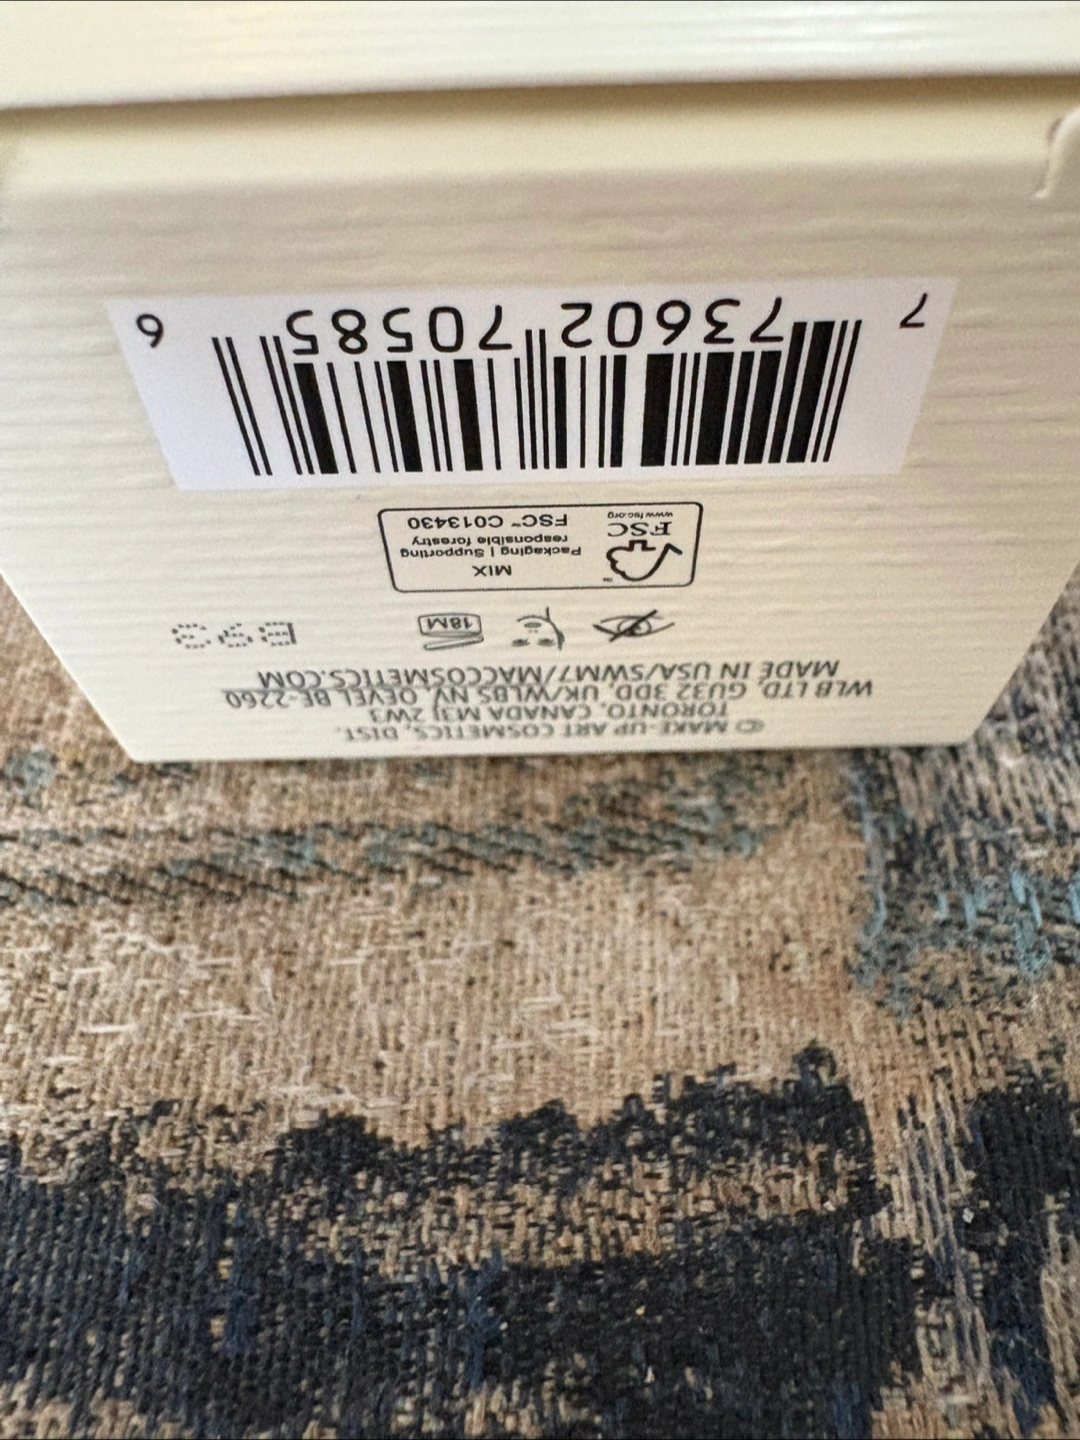 © MAKE-UP ART COSMETICS, DIST.
TORONTO, CANADA M3J 2W3
WLB LTD, GU32 3DD, UK/WLBS NV, OEVEL BE-2260
MADE IN USA/SWM7/MACCOSMETICS.COM
18M
E93
MIX
Packaging | Supporting
responsible forestry
FSC™ C013430
FSC
www.fsc.org
7 73602 70585 6